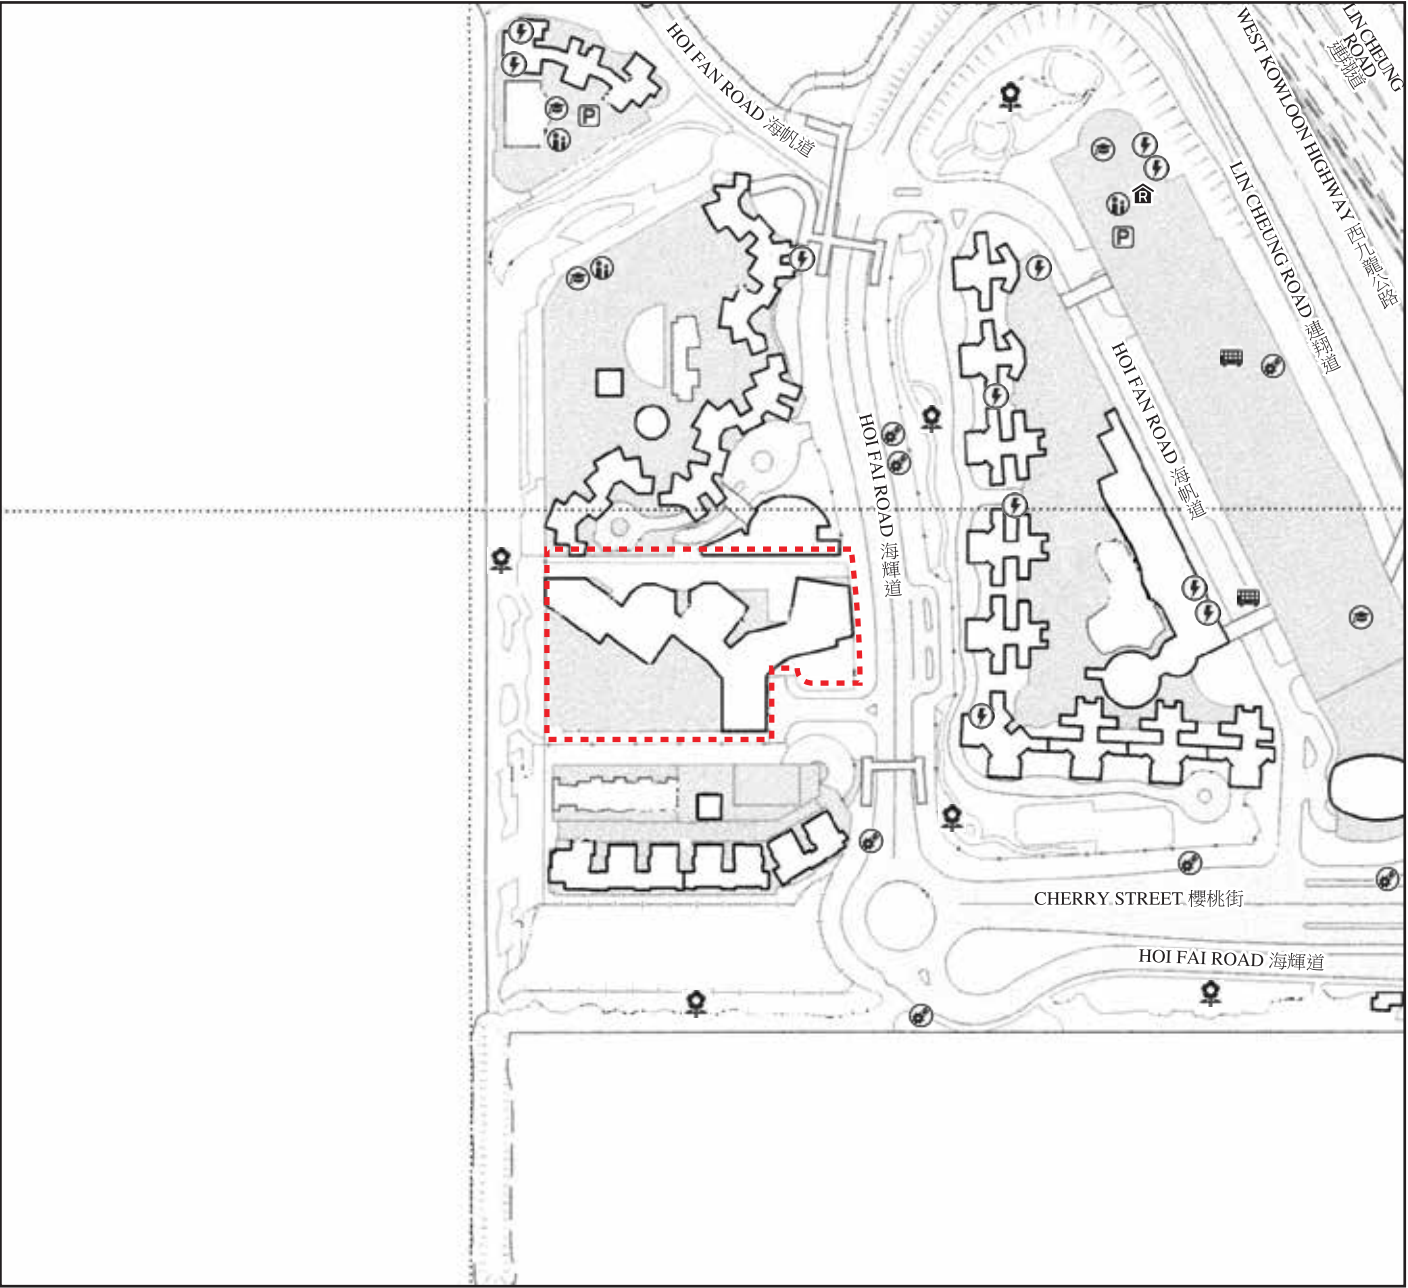 HOI FAN ROAD 海帆道
WEST KOWLOON HIGHWAY 西九龍公路
LIN CHEUNG
ROAD
連翔道
LIN CHEUNG ROAD 連翔道
P
R
P
HOI FAN ROAD 海帆道
HOI FAI ROAD 海輝道
CHERRY STREET 櫻桃街
HOI FAI ROAD 海輝道